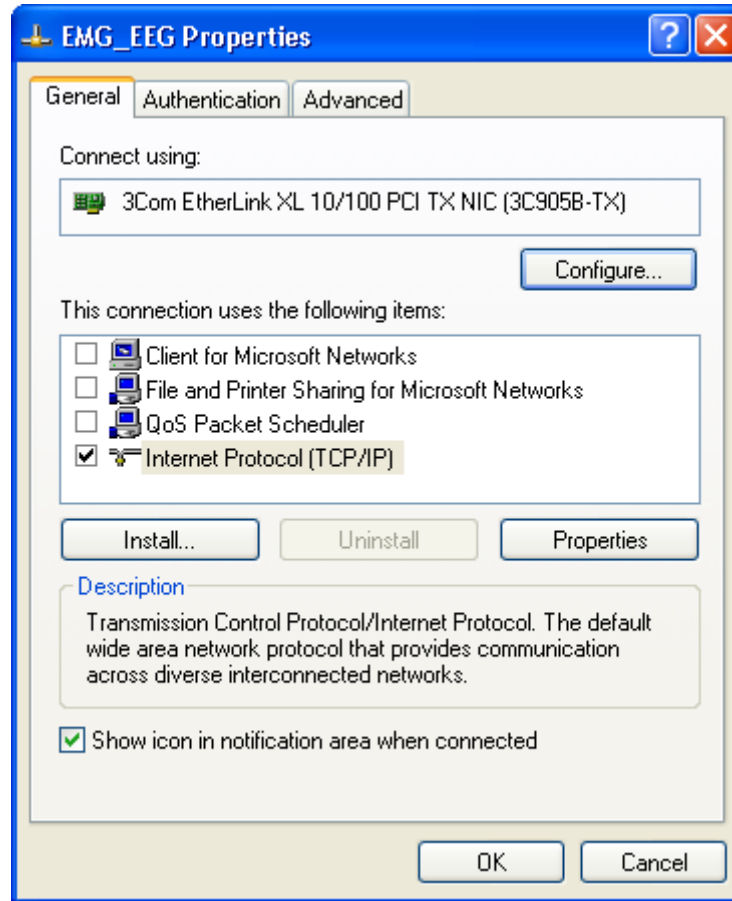 EMG_EEG Properties
General Authentication Advanced
Connect using:
3Com EtherLink XL 10/100 PCI TX NIC (3C905B-TX)
Configure...
This connection uses the following items:
Client for Microsoft Networks
File and Printer Sharing for Microsoft Networks
QoS Packet Scheduler
Internet Protocol (TCP/IP)
Install... Uninstall Properties
Description
Transmission Control Protocol/Internet Protocol. The default
wide area network protocol that provides communication
across diverse interconnected networks.
Show icon in notification area when connected
OK Cancel